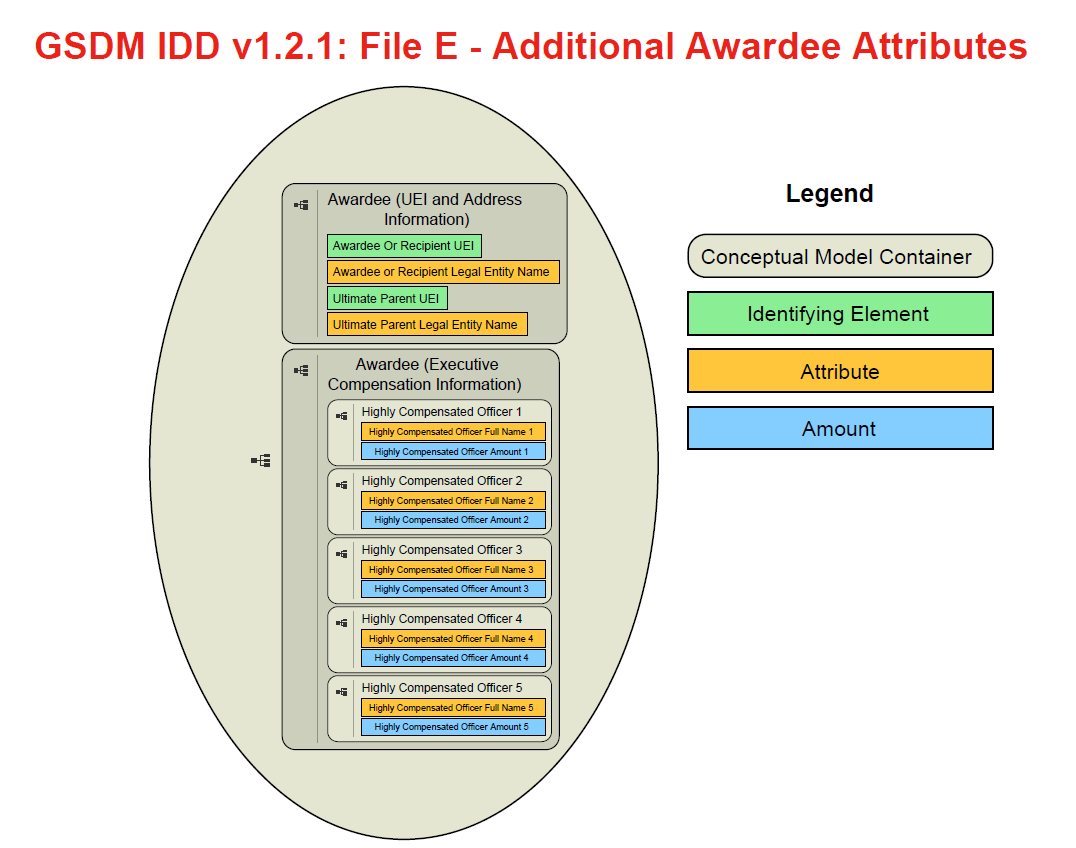 GSDM IDD v1.2.1: File E - Additional Awardee Attributes
Awardee (UEI and Address
Information)
Awardee Or Recipient UEI
Awardee or Recipient Legal Entity Name
Ultimate Parent UEI
Ultimate Parent Legal Entity Name
Awardee (Executive
Compensation Information)
Highly Compensated Officer 1
Highly Compensated Officer Full Name 1
Highly Compensated Officer Amount 1
Highly Compensated Officer 2
Highly Compensated Officer Full Name 2
Highly Compensated Officer Amount 2
Highly Compensated Officer 3
Highly Compensated Officer Full Name 3
Highly Compensated Officer Amount 3
Highly Compensated Officer 4
Highly Compensated Officer Full Name 4
Highly Compensated Officer Amount 4
Highly Compensated Officer 5
Highly Compensated Officer Full Name 5
Highly Compensated Officer Amount 5
Legend
Conceptual Model Container
Identifying Element
Attribute
Amount